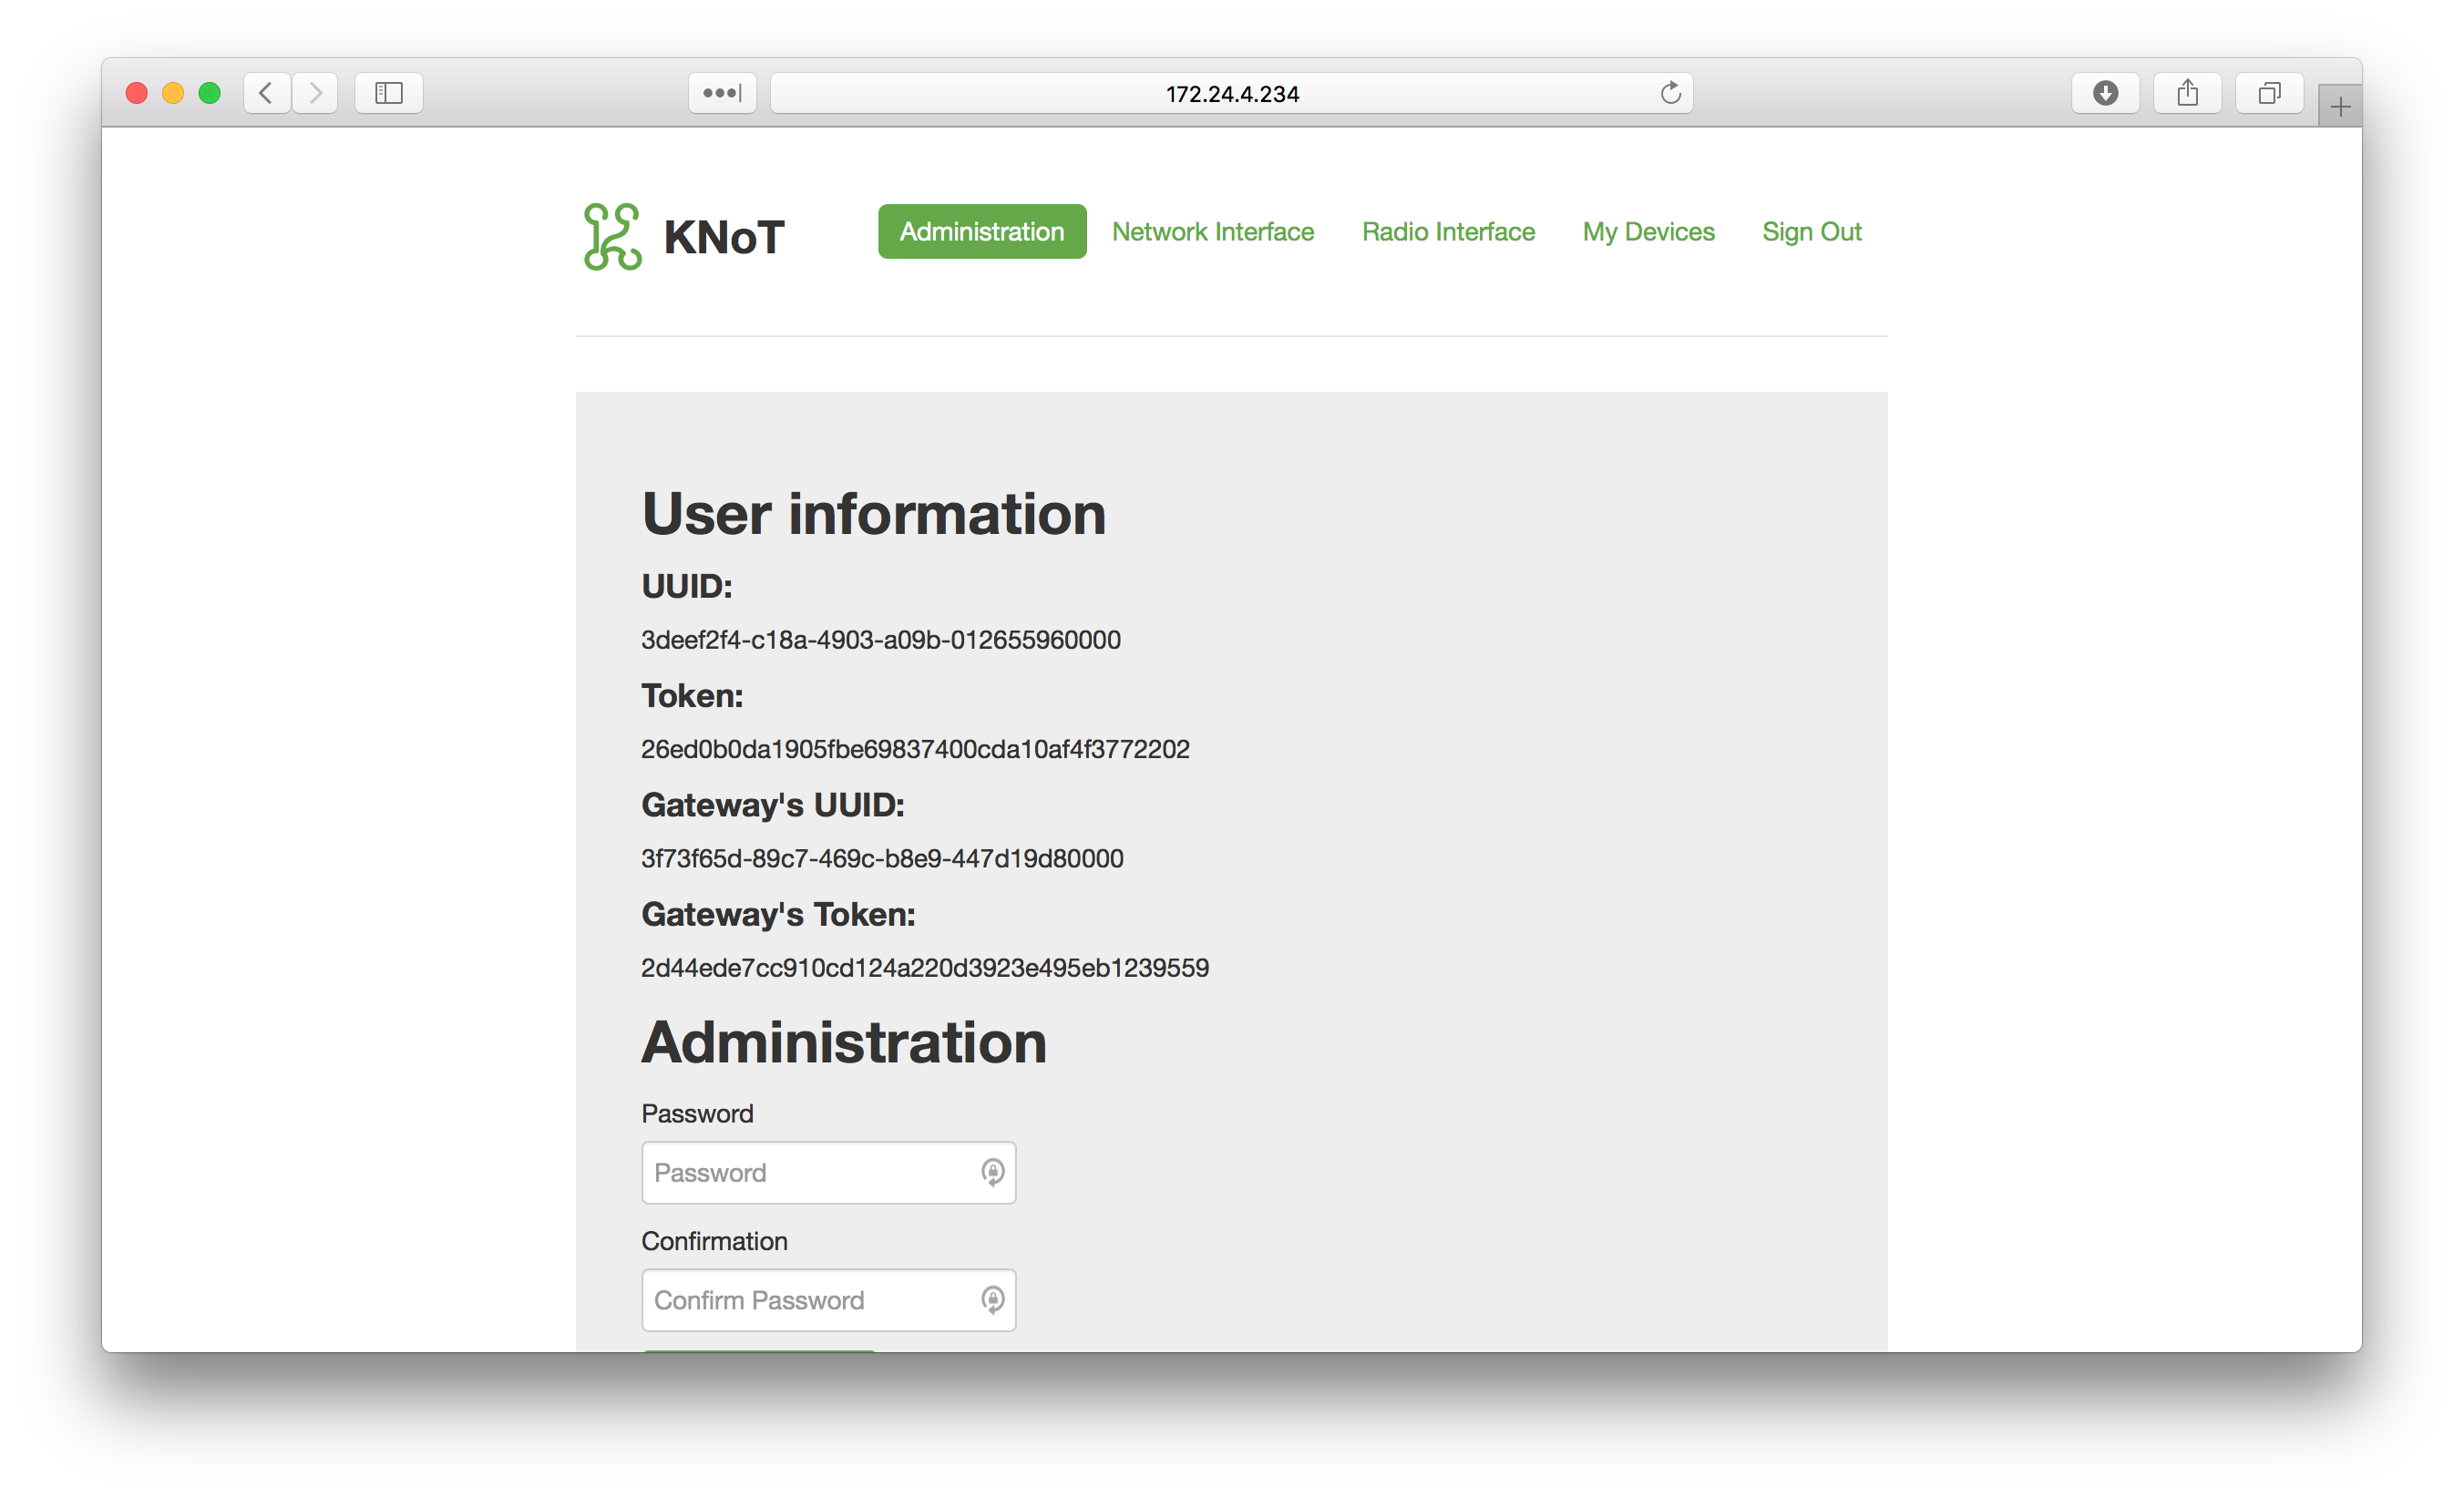 172.24.4.234
KNoT
Administration Network Interface Radio Interface My Devices Sign Out
User information
UUID:
3deef2f4-c18a-4903-a09b-012655960000
Token:
26ed0b0da1905fbe69837400cda10af4f3772202
Gateway's UUID:
3f73f65d-89c7-469c-b8e9-447d19d80000
Gateway's Token:
2d44ede7cc910cd124a220d3923e495eb1239559
Administration
Password
Password
Confirmation
Confirm Password